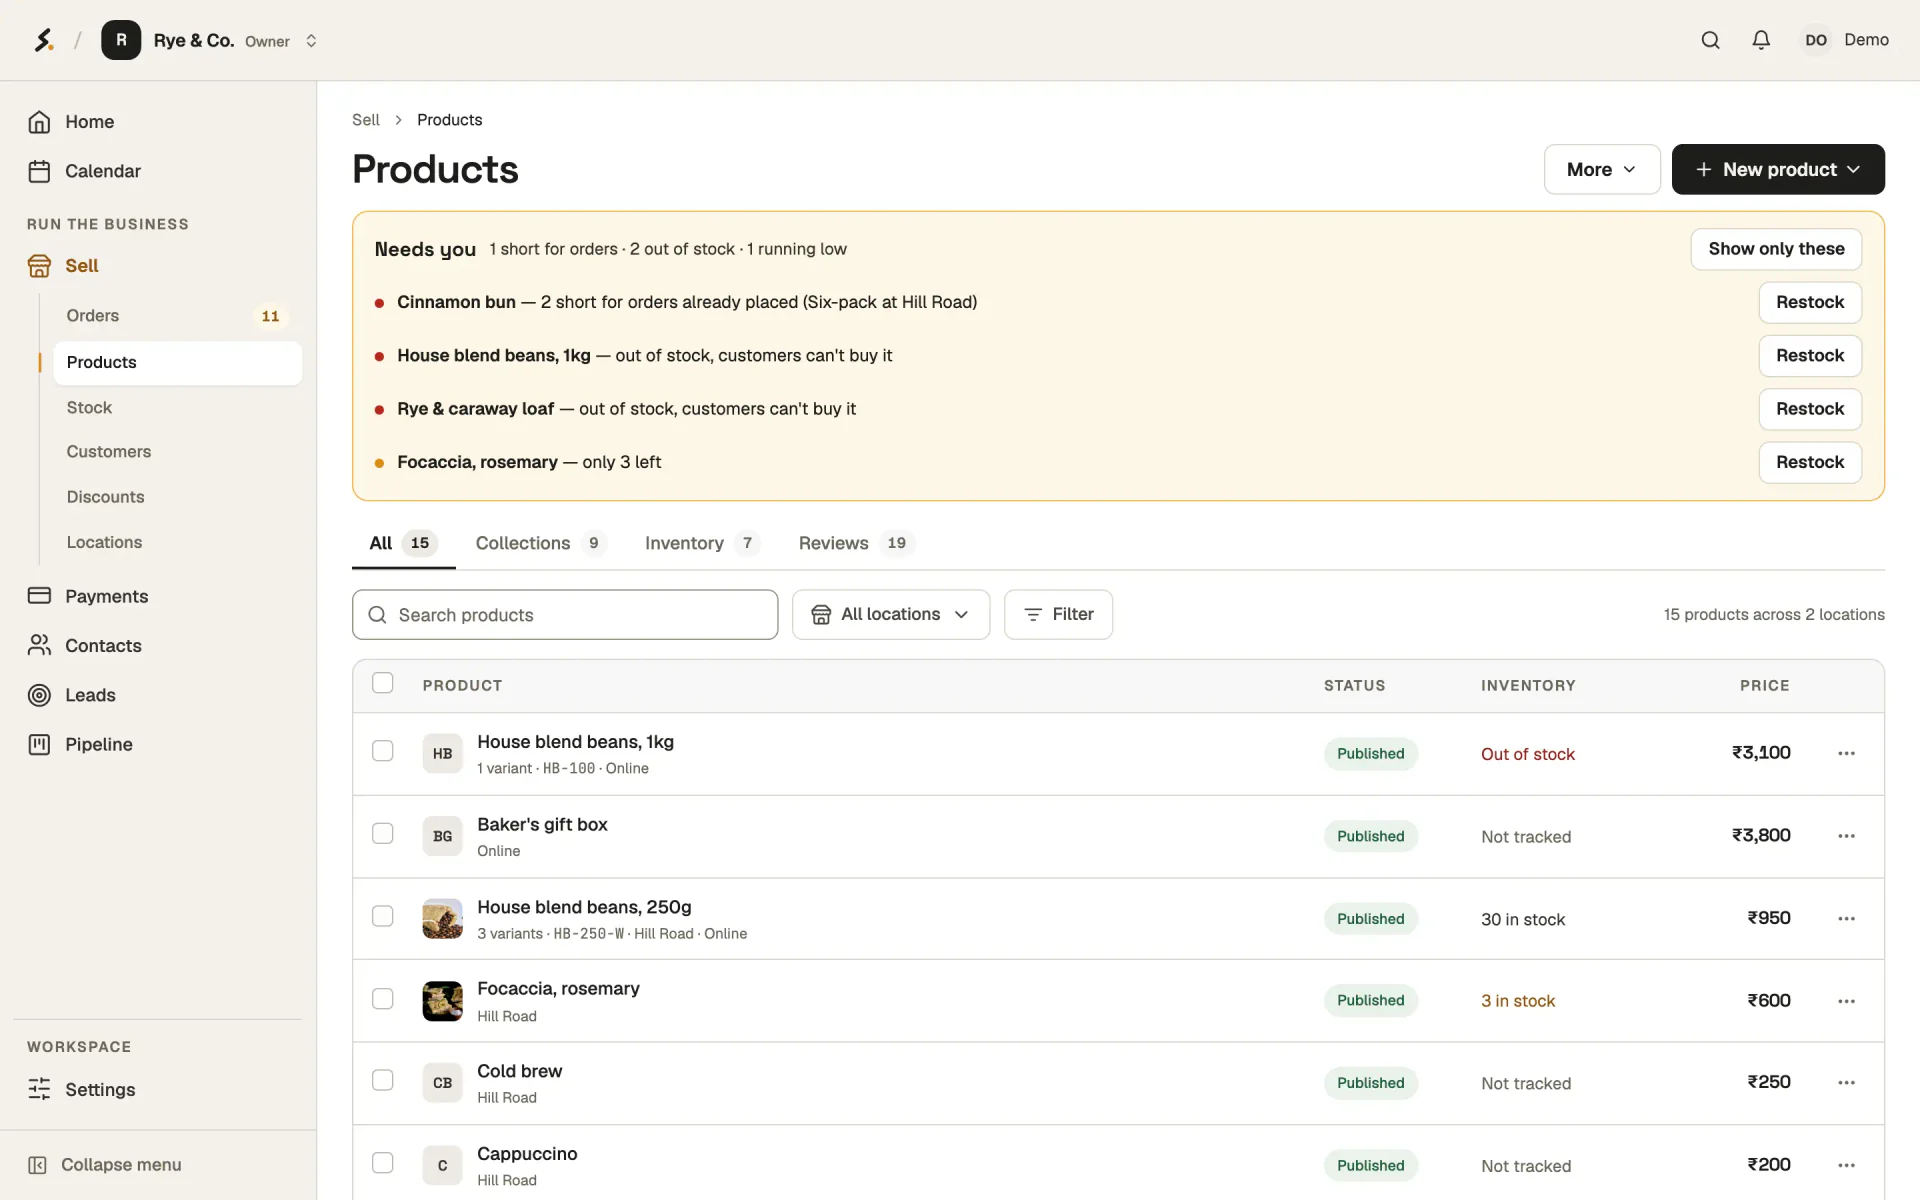 R Rye & Co. Owner
DO Demo
Home
Calendar
RUN THE BUSINESS
Sell
Orders 11
Products
Stock
Customers
Discounts
Locations
Payments
Contacts
Leads
Pipeline
WORKSPACE
Settings
Collapse menu
Sell > Products
Products
More
+ New product
Needs you 1 short for orders · 2 out of stock · 1 running low
Show only these
Cinnamon bun — 2 short for orders already placed (Six-pack at Hill Road)
Restock
House blend beans, 1kg — out of stock, customers can't buy it
Restock
Rye & caraway loaf — out of stock, customers can't buy it
Restock
Focaccia, rosemary — only 3 left
Restock
All 15 Collections 9 Inventory 7 Reviews 19
Search products
All locations
Filter
15 products across 2 locations
PRODUCT STATUS INVENTORY PRICE
HB House blend beans, 1kg Published Out of stock ₹3,100
1 variant · HB-100 · Online
BG Baker's gift box Published Not tracked ₹3,800
Online
House blend beans, 250g Published 30 in stock ₹950
3 variants · HB-250-W · Hill Road · Online
Focaccia, rosemary Published 3 in stock ₹600
Hill Road
CB Cold brew Published Not tracked ₹250
Hill Road
C Cappuccino Published Not tracked ₹200
Hill Road